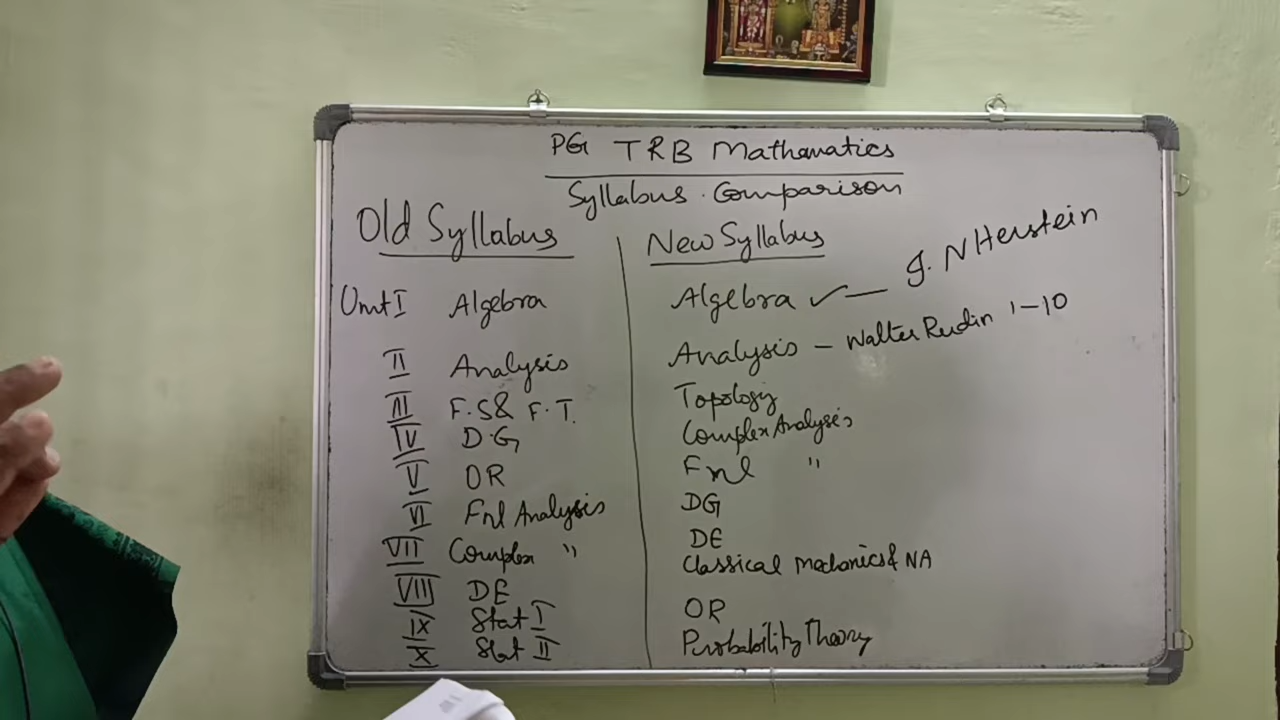 PG TRB Mathematics
Syllabus Comparison
Old Syllabus New Syllabus
Unit I Algebra Algebra ✓— I. N Herstein
II Analysis Analysis – Walter Rudin 1–10
III F.S & F.T. Topology
IV D.G Complex Analysis
V OR Fnl "
VI Fnl Analysis DG
VII Complex " DE
VIII DE Classical Mechanics & NA
IX Stat I OR
X Stat II Probability Theory